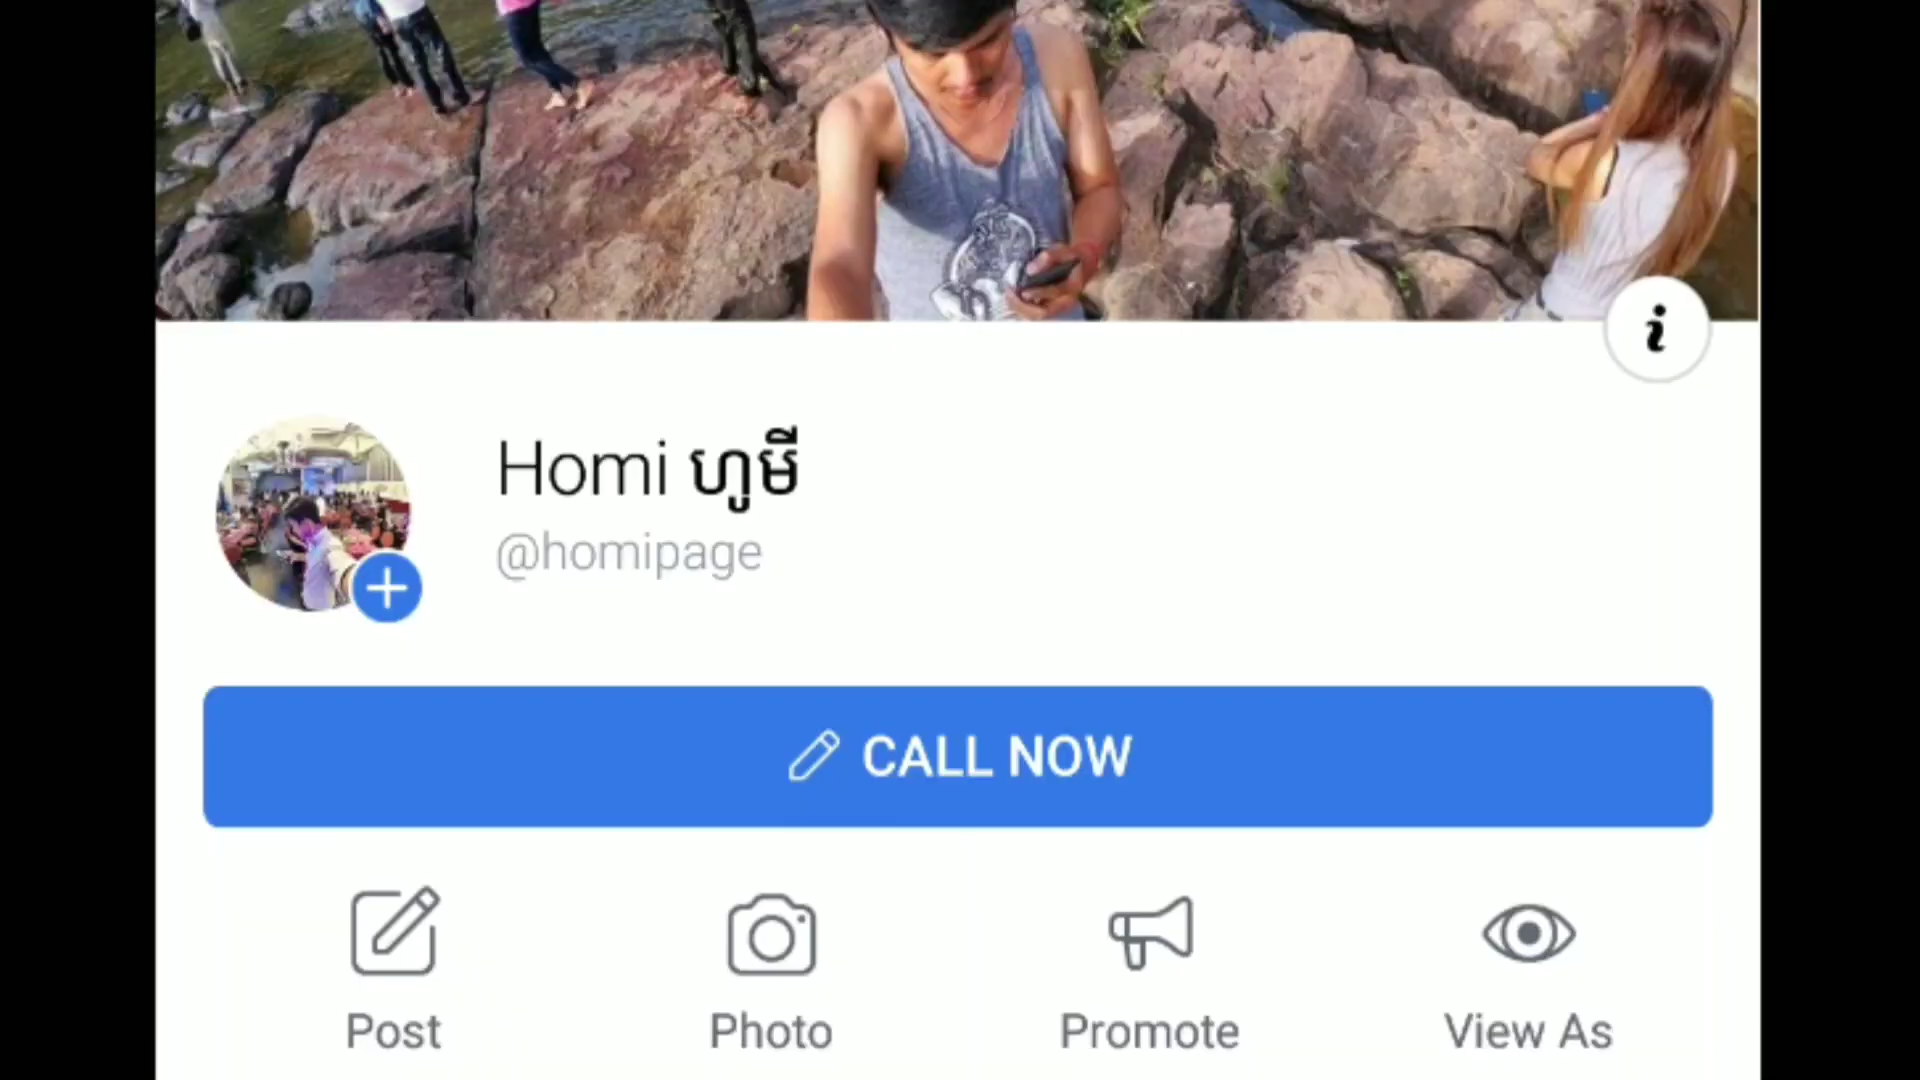 Homi ហូមី
@homipage
CALL NOW
Post
Photo
Promote
View As